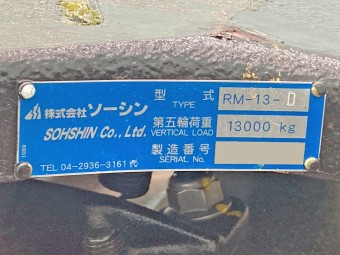 株式会社 ソーシン
SOHSHIN Co., Ltd.
TEL 04-2936-3161 代
型式 TYPE RM-13-D
第五輪荷重 VERTICAL LOAD 13000 kg
製造番号 SERIAL No.